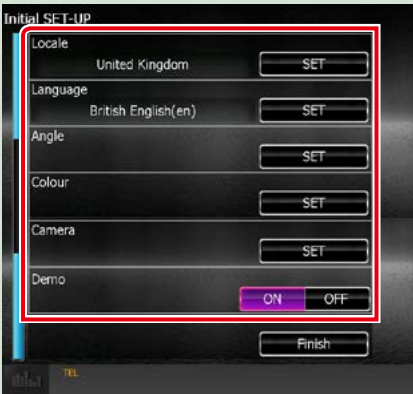 Initial SET-UP
Locale
United Kingdom SET
Language
British English(en) SET
Angle
SET
Colour
SET
Camera
SET
Demo
ON OFF
Finish
TEL